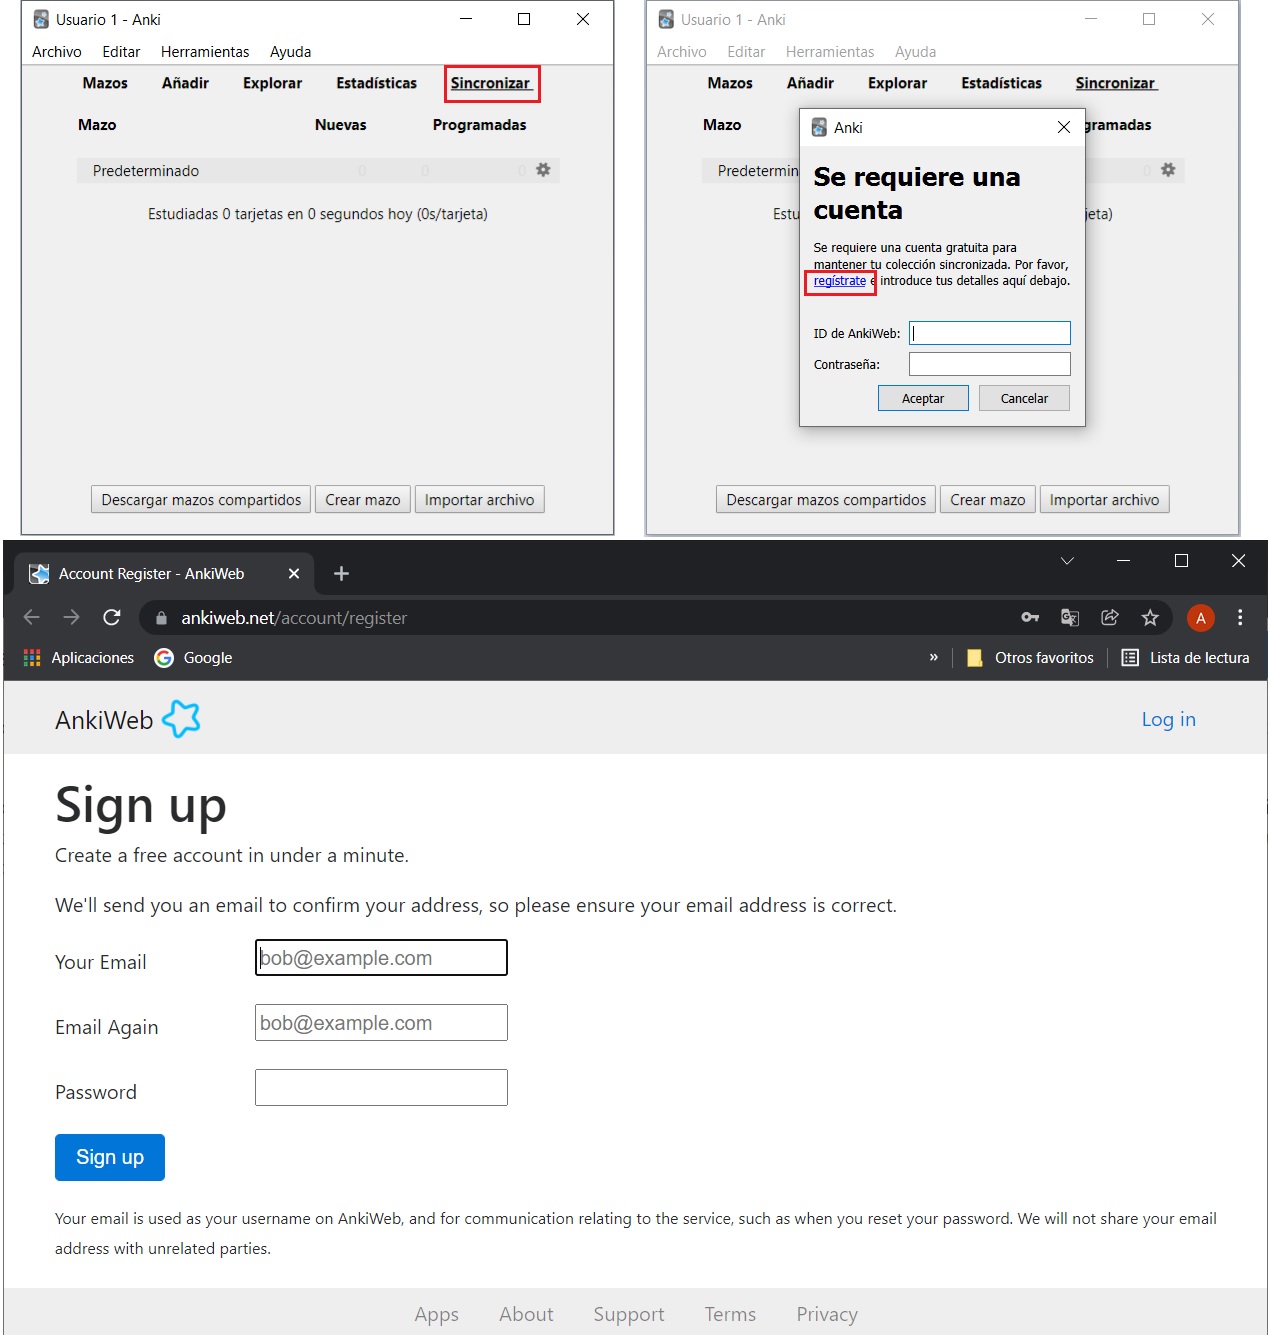 Usuario 1 - Anki
Archivo Editar Herramientas Ayuda
Mazos Añadir Explorar Estadísticas Sincronizar
Mazo Nuevas Programadas
Predeterminado 0 0 0
Estudiadas 0 tarjetas en 0 segundos hoy (0s/tarjeta)
Descargar mazos compartidos Crear mazo Importar archivo
Usuario 1 - Anki
Archivo Editar Herramientas Ayuda
Mazos Añadir Explorar Estadísticas Sincronizar
Mazo gramadas
Predetermin 0
Estu jeta)
Anki
Se requiere una
cuenta
Se requiere una cuenta gratuita para
mantener tu colección sincronizada. Por favor,
regístrate e introduce tus detalles aquí debajo.
ID de AnkiWeb:
Contraseña:
Aceptar Cancelar
Descargar mazos compartidos Crear mazo Importar archivo
Account Register - AnkiWeb
ankiweb.net/account/register
A
Aplicaciones Google » Otros favoritos Lista de lectura
AnkiWeb Log in
Sign up
Create a free account in under a minute.
We'll send you an email to confirm your address, so please ensure your email address is correct.
Your Email bob@example.com
Email Again bob@example.com
Password
Sign up
Your email is used as your username on AnkiWeb, and for communication relating to the service, such as when you reset your password. We will not share your email
address with unrelated parties.
Apps About Support Terms Privacy